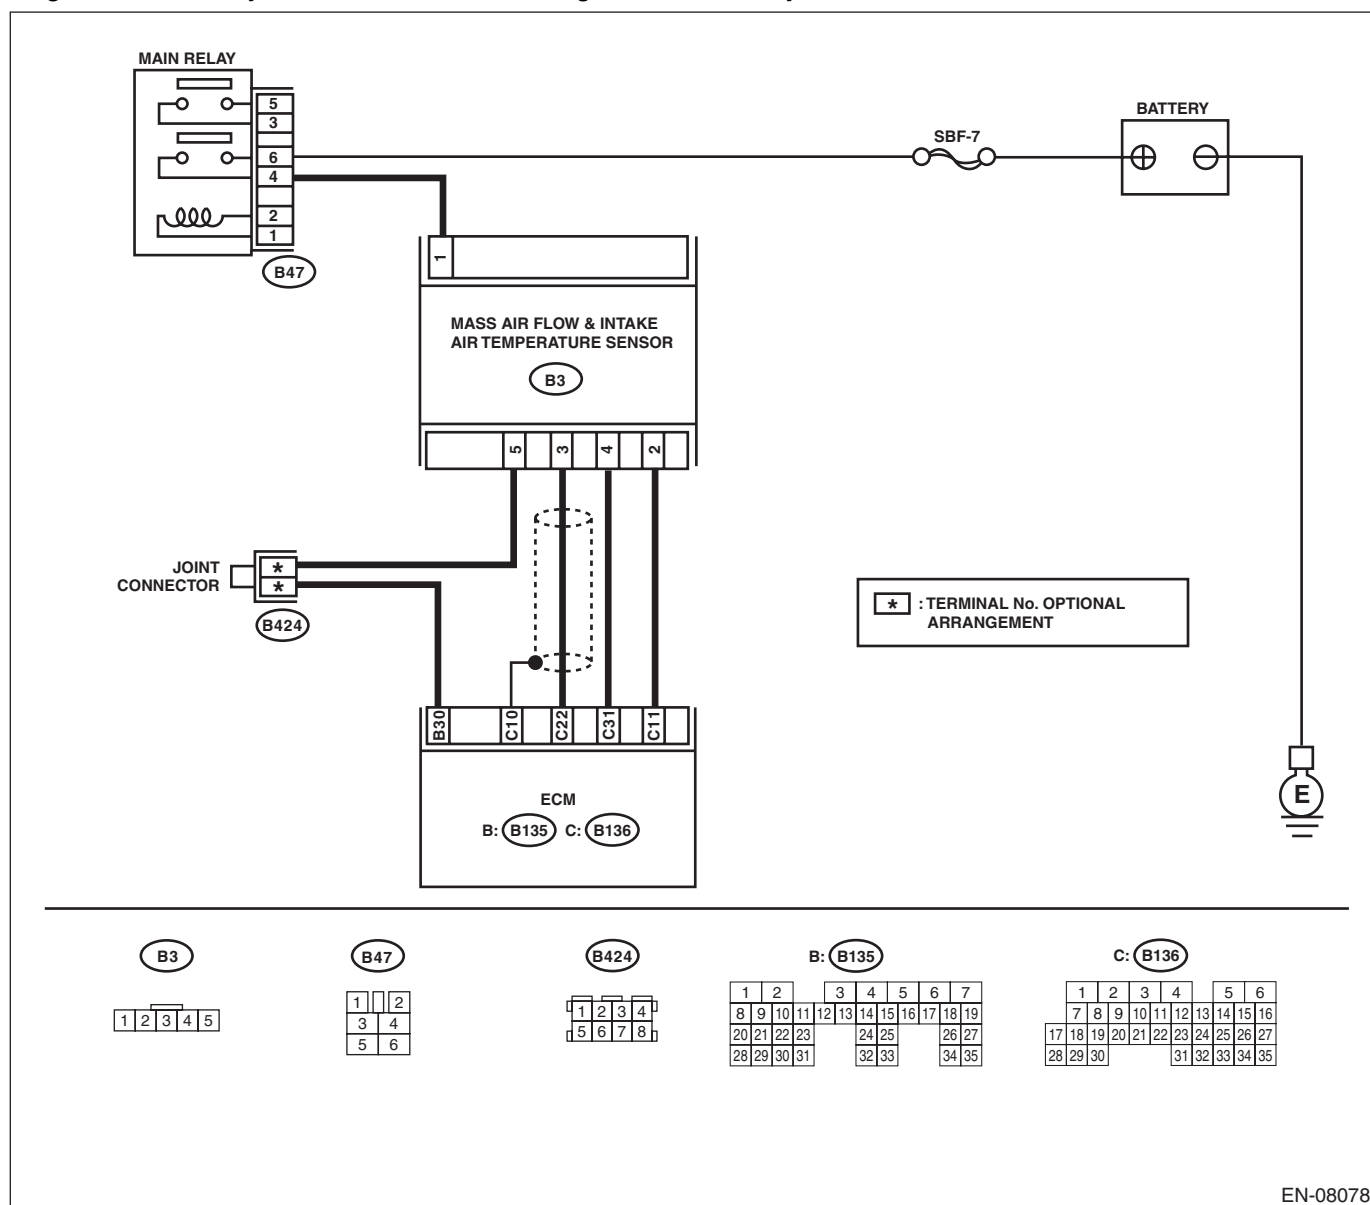 MAIN RELAY
5
3
6
4
2
1
B47
SBF-7
BATTERY
1
MASS AIR FLOW & INTAKE
AIR TEMPERATURE SENSOR
B3
5 3 4 2
JOINT
CONNECTOR
*
*
B424
* : TERMINAL No. OPTIONAL
ARRANGEMENT
B30 C10 C22 C31 C11
ECM
B: B135 C: B136
E
B3
1 2 3 4 5
B47
1 2
3 4
5 6
B424
1 2 3 4
5 6 7 8
B: B135
1 2 3 4 5 6 7
8 9 10 11 12 13 14 15 16 17 18 19
20 21 22 23 24 25 26 27
28 29 30 31 32 33 34 35
C: B136
1 2 3 4 5 6
7 8 9 10 11 12 13 14 15 16
17 18 19 20 21 22 23 24 25 26 27
28 29 30 31 32 33 34 35
EN-08078